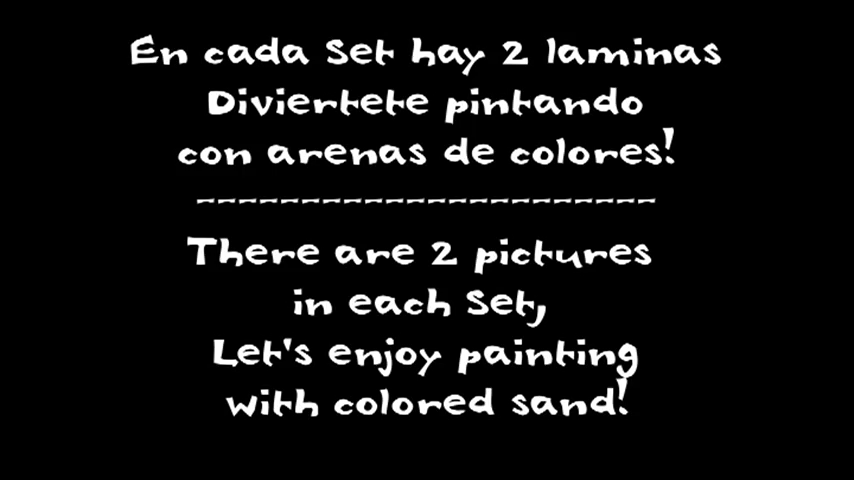 En cada Set hay 2 laminas
Diviertete pintando
con arenas de colores!
----------------------
There are 2 pictures
in each Set,
Let's enjoy painting
with colored sand!